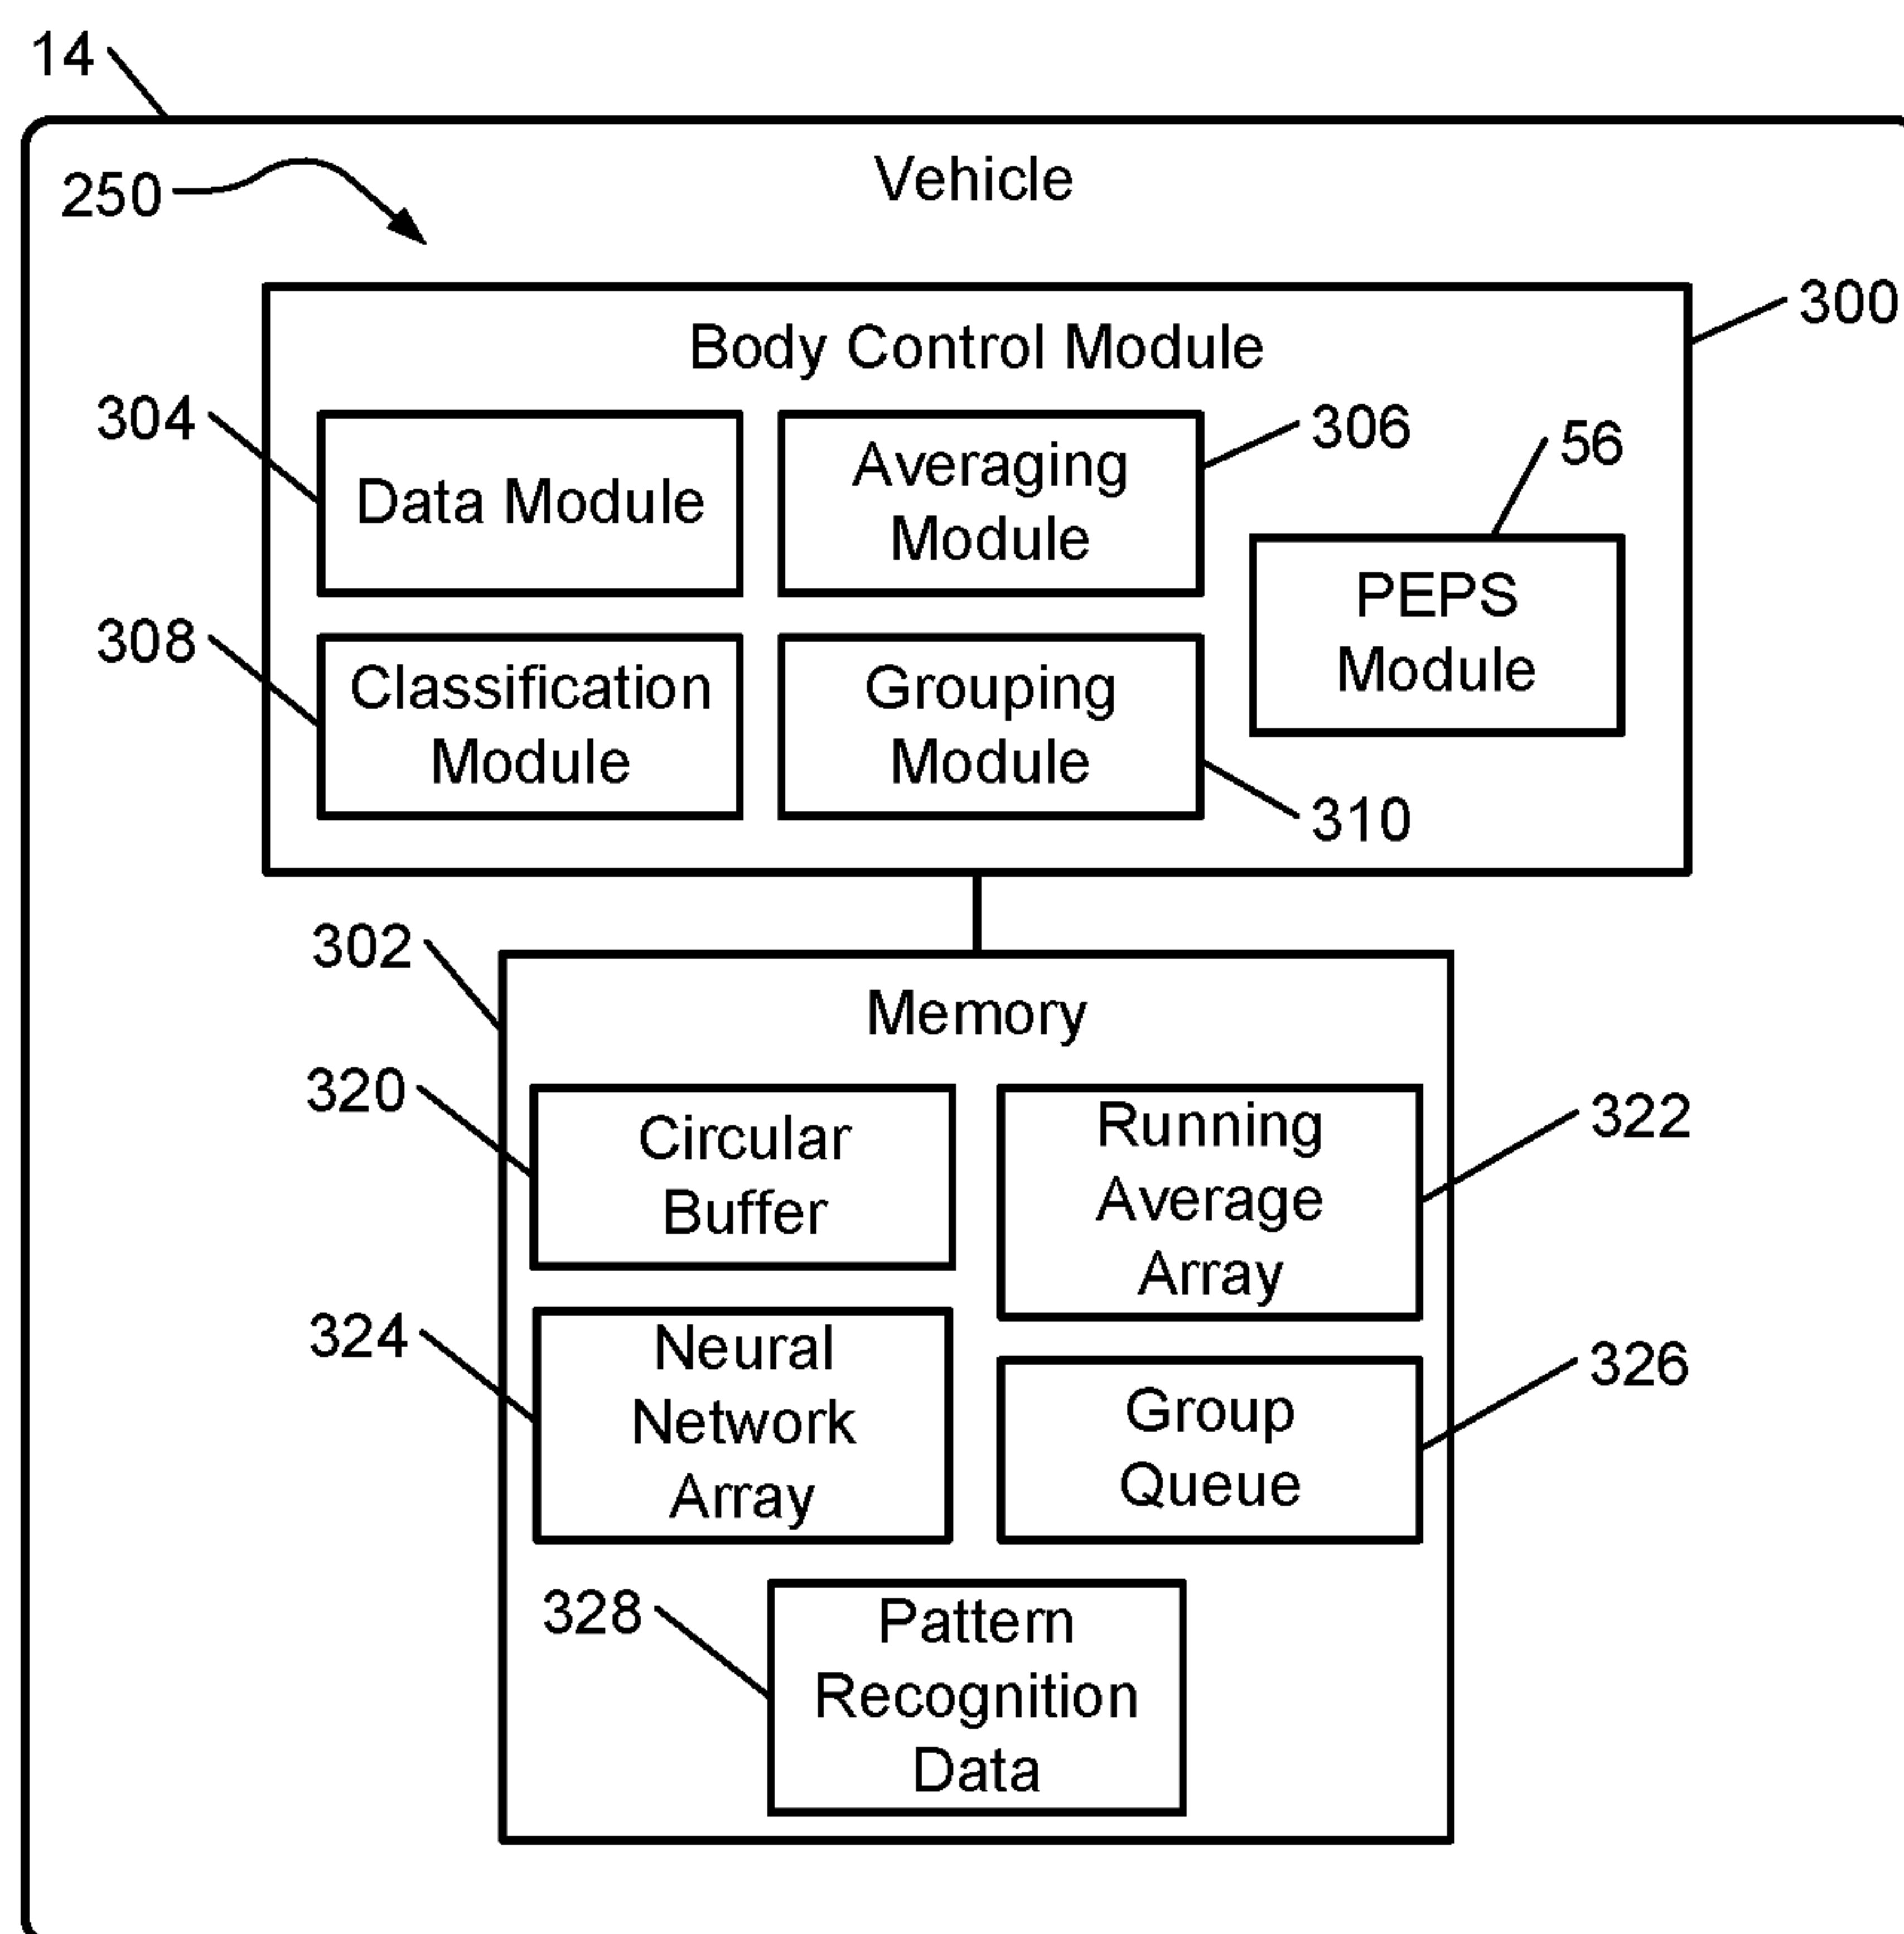 14
Vehicle
250
300
Body Control Module
304
Data Module
Averaging
Module
306
56
PEPS
Module
308
Classification
Module
Grouping
Module
310
302
Memory
320
Circular
Buffer
Running
Average
Array
322
324
Neural
Network
Array
Group
Queue
326
328
Pattern
Recognition
Data